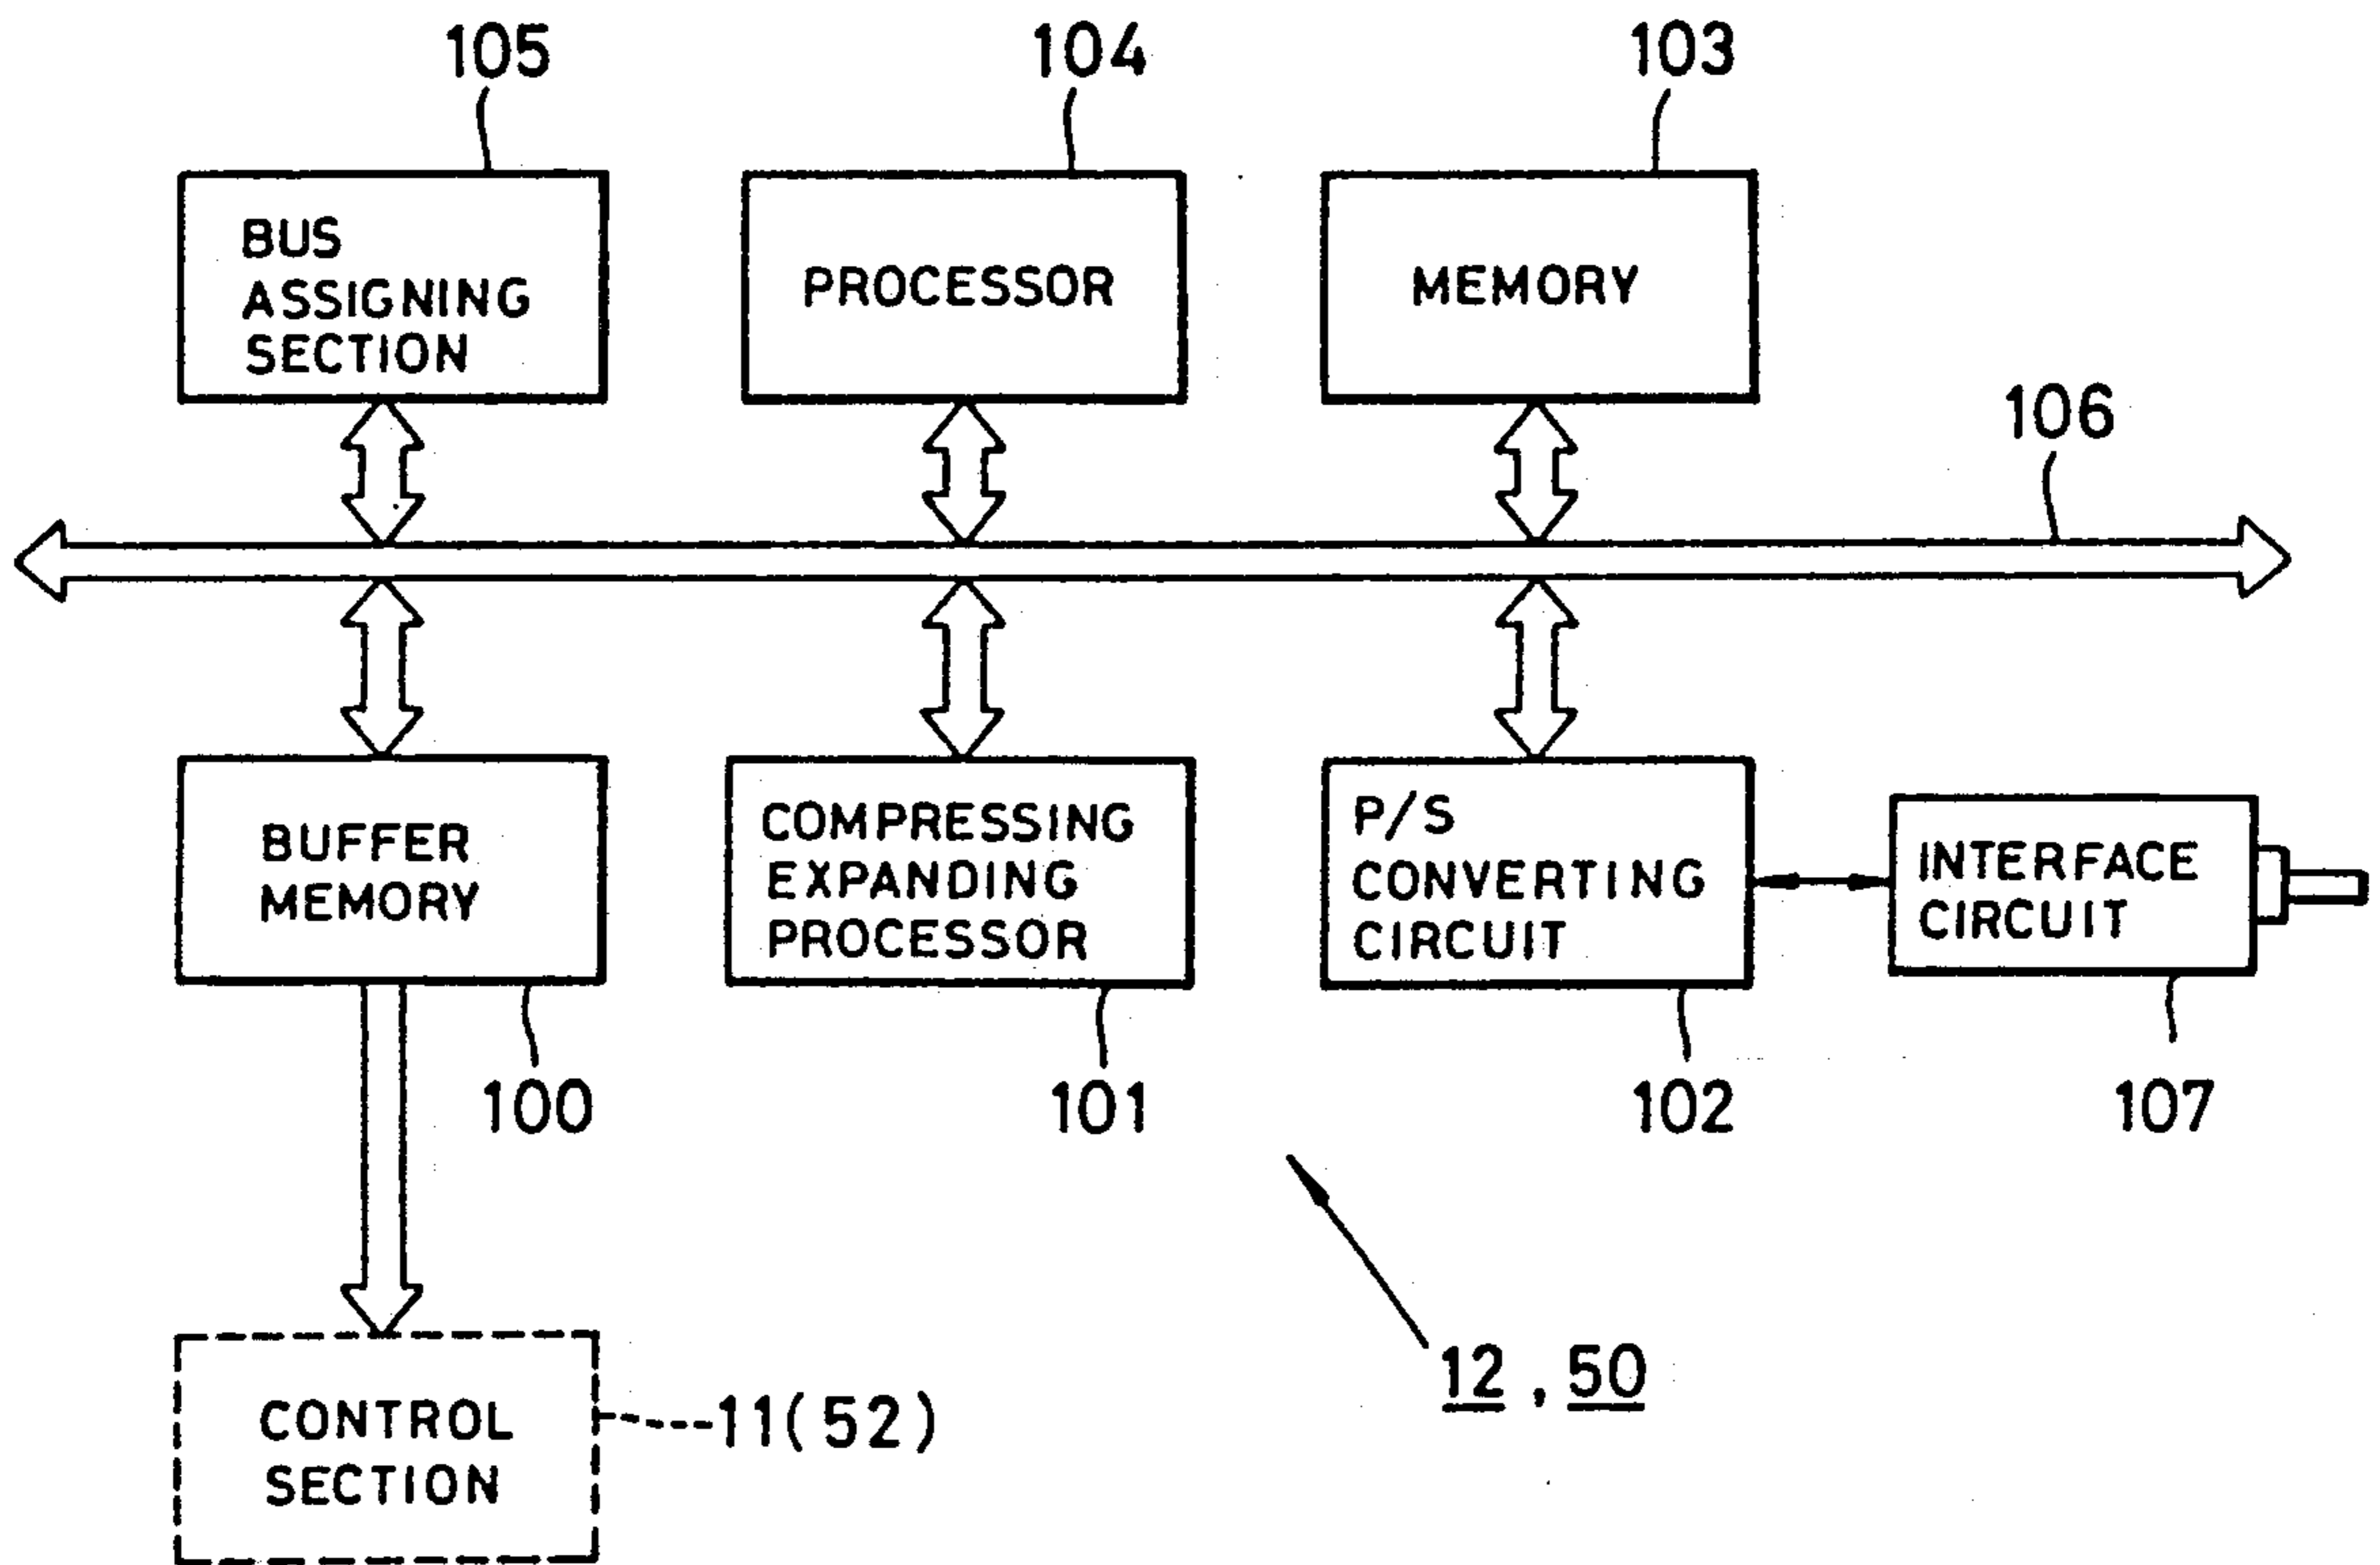 105
104
103
BUS
ASSIGNING
SECTION
PROCESSOR
MEMORY
106
BUFFER
MEMORY
COMPRESSING
EXPANDING
PROCESSOR
P/S
CONVERTING
CIRCUIT
INTERFACE
CIRCUIT
100
101
102
107
12, 50
CONTROL
SECTION
11(52)